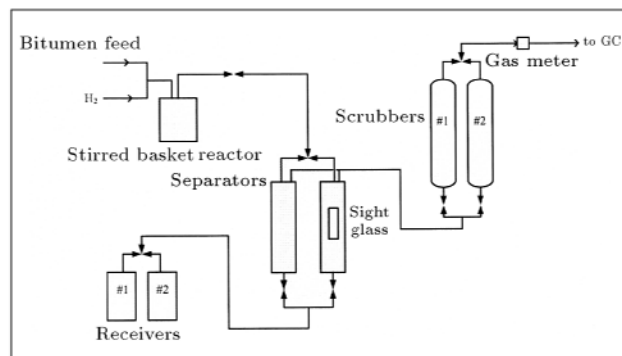 Bitumen feed
H₂
Stirred basket reactor
to GC
Gas meter
Scrubbers
#1
#2
Separators
Sight
glass
#1
#2
Receivers